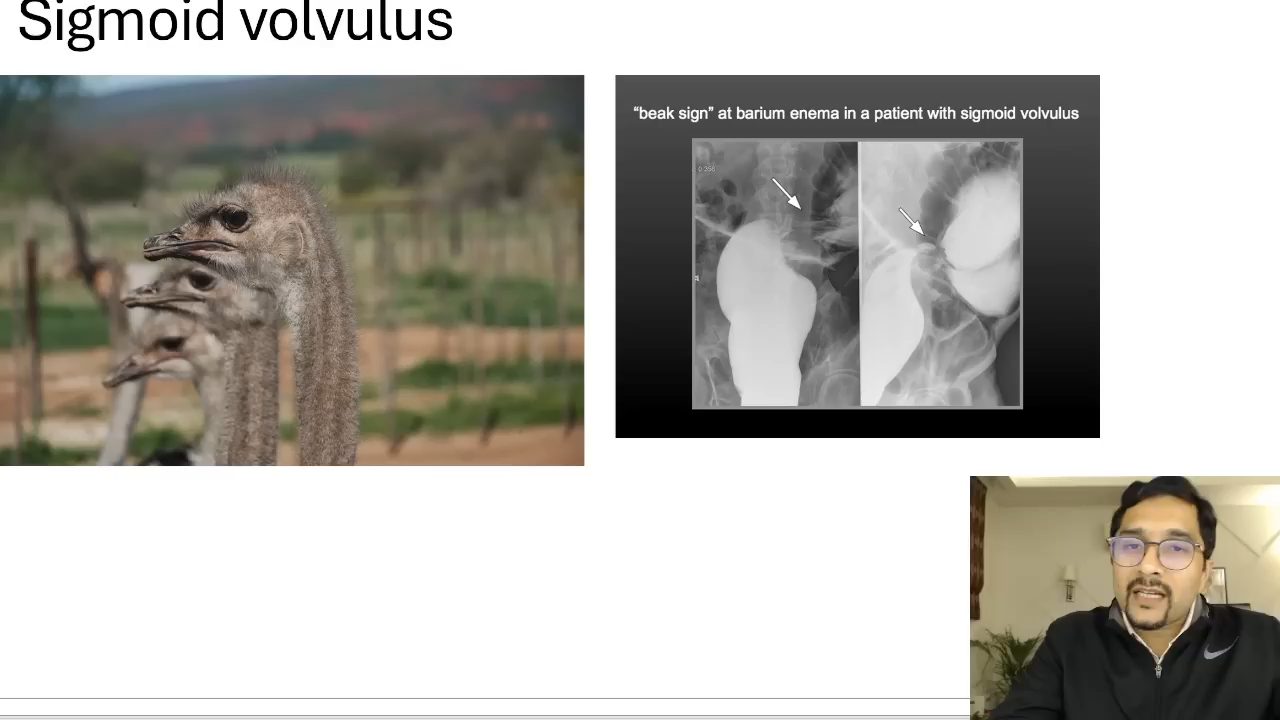 Sigmoid volvulus
“beak sign” at barium enema in a patient with sigmoid volvulus